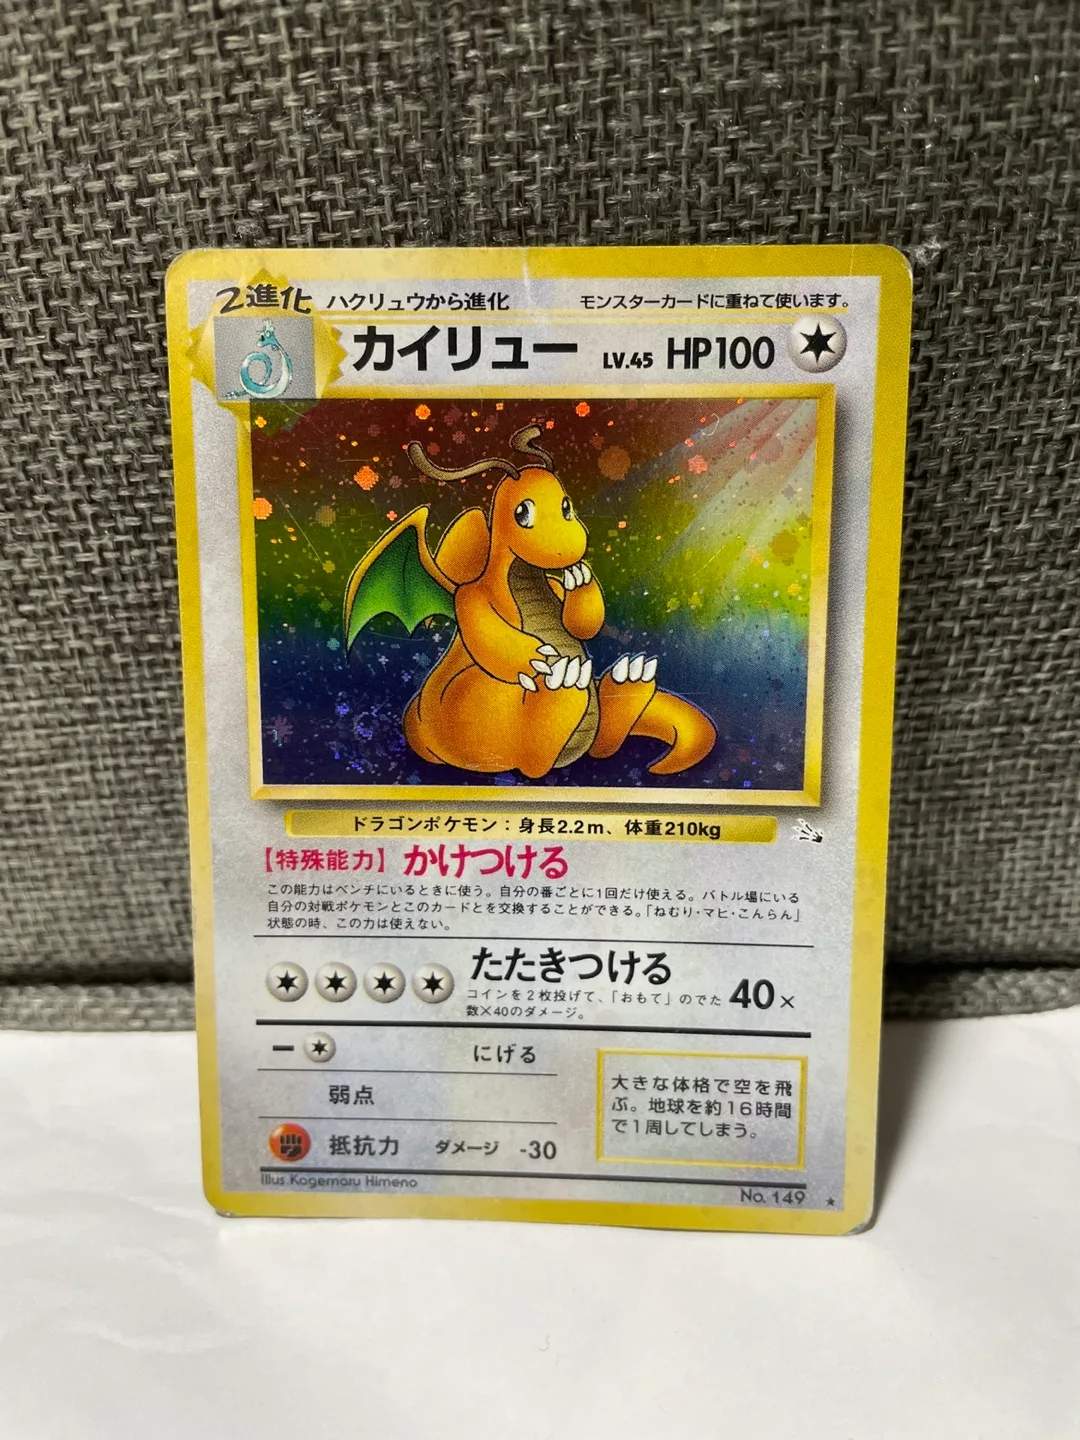 2進化 ハクリュウから進化 モンスターカードに重ねて使います。
カイリュー LV.45 HP100
ドラゴンポケモン：身長2.2m、体重210kg
【特殊能力】かけつける
この能力はベンチにいるときに使う。自分の番ごとに1回だけ使える。バトル場にいる
自分の対戦ポケモンとこのカードとを交換することができる。「ねむり・マヒ・こんらん」
状態の時、この力は使えない。
たたきつける
コインを2枚投げて、「おもて」のでた
数×40のダメージ。
40×
ー にげる
弱点
抵抗力 ダメージ -30
大きな体格で空を飛
ぶ。地球を約16時間
で1周してしまう。
Illus.Kagemaru Himeno
No. 149 ★